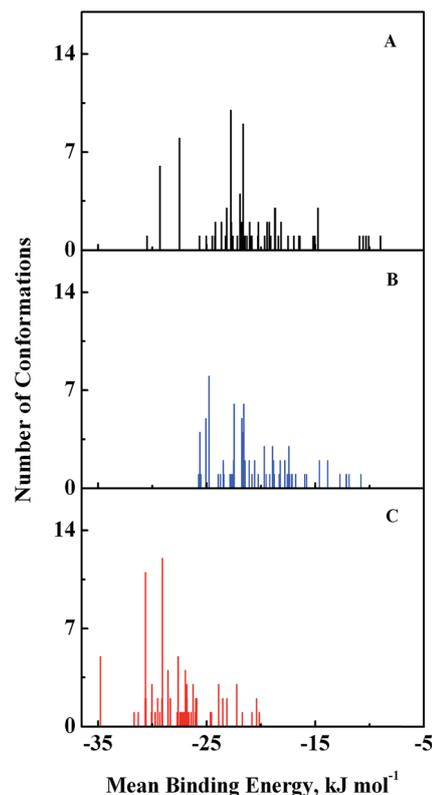 A
14
7
0
B
14
7
0
C
14
7
0
-35 -25 -15 -5
Number of Conformations
Mean Binding Energy, kJ mol-1